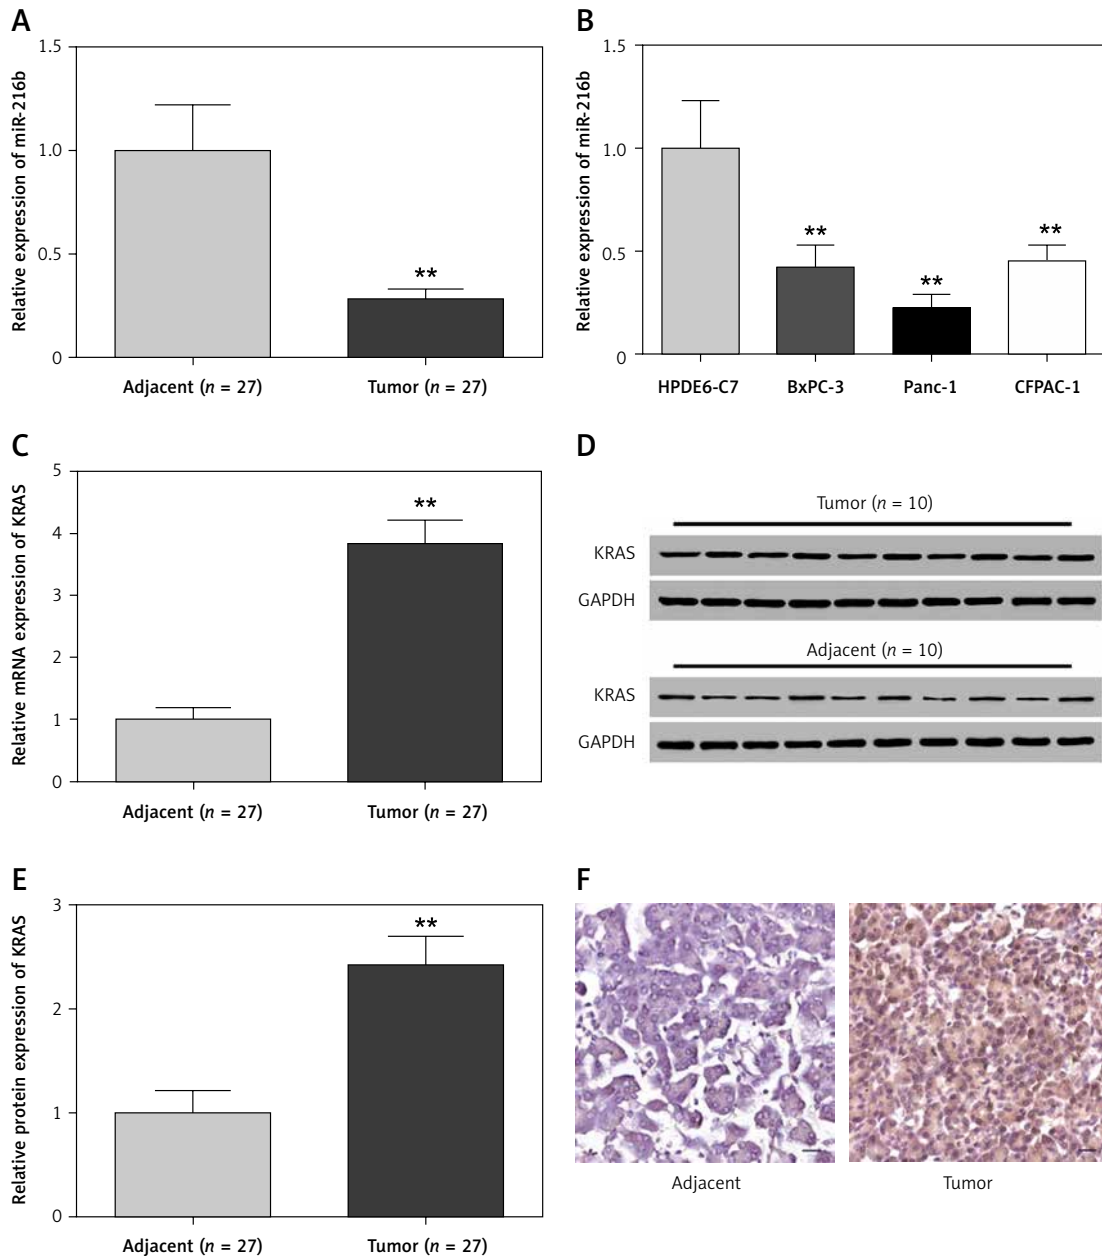 A
Relative expression of miR-216b
1.5
1.0
0.5
0
**
Adjacent (n = 27)
Tumor (n = 27)
B
Relative expression of miR-216b
1.5
1.0
0.5
0
**
**
**
HPDE6-C7
BxPC-3
Panc-1
CFPAC-1
C
Relative mRNA expression of KRAS
5
4
3
2
1
0
**
Adjacent (n = 27)
Tumor (n = 27)
D
Tumor (n = 10)
KRAS
GAPDH
Adjacent (n = 10)
KRAS
GAPDH
E
Relative protein expression of KRAS
3
2
1
0
**
Adjacent (n = 27)
Tumor (n = 27)
F
Adjacent
Tumor